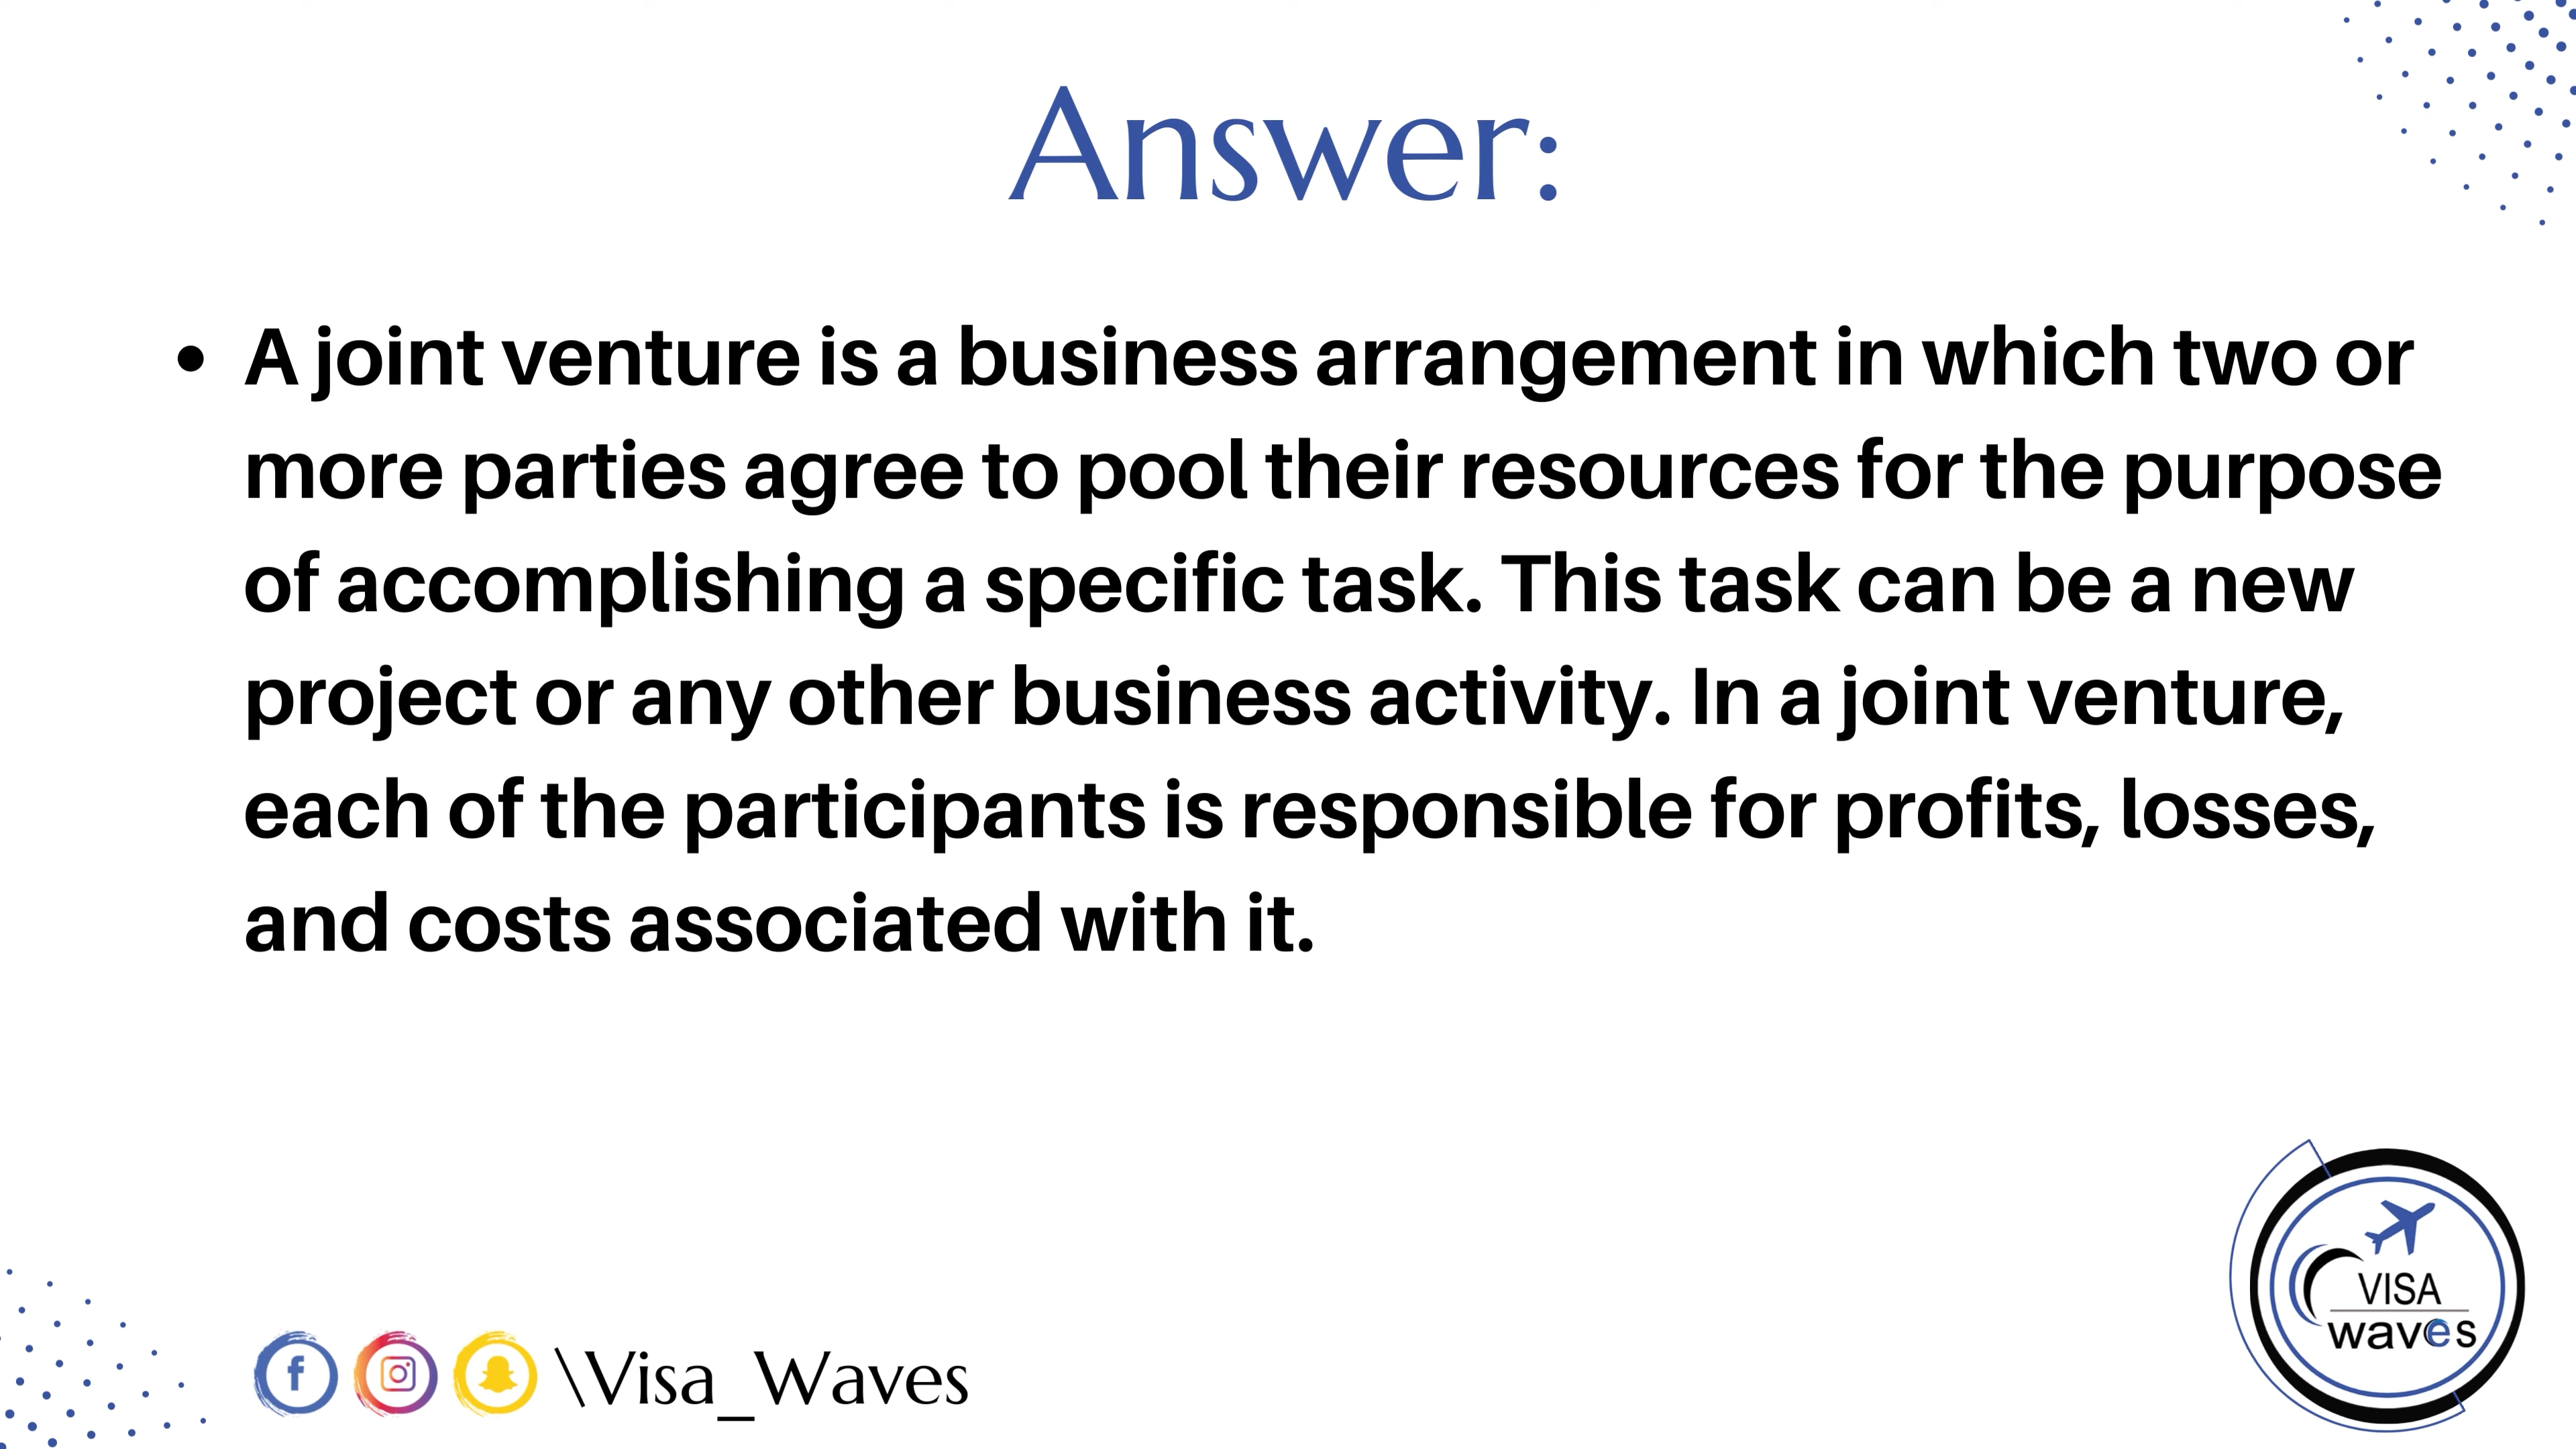 Answer:
• A joint venture is a business arrangement in which two or
more parties agree to pool their resources for the purpose
of accomplishing a specific task. This task can be a new
project or any other business activity. In a joint venture,
each of the participants is responsible for profits, losses,
and costs associated with it.
VISA
waves
\Visa_Waves